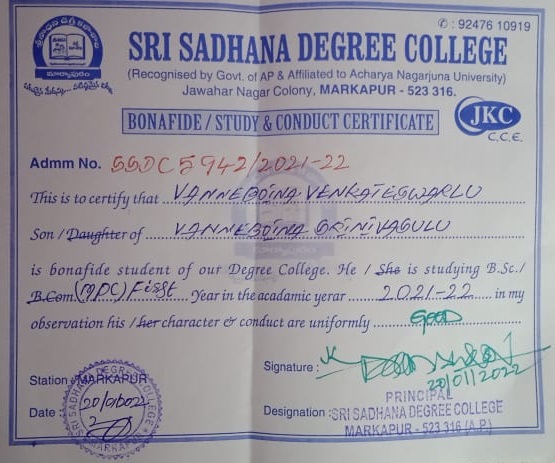 ✆ : 92476 10919
SRI SADHANA DEGREE COLLEGE
(Recognised by Govt. of AP & Affiliated to Acharya Nagarjuna University)
మార్కాపురం
Jawahar Nagar Colony, MARKAPUR - 523 316.
BONAFIDE / STUDY & CONDUCT CERTIFICATE
JKC
C.C.E.
Admm No. SSDC 5942/2021-22
This is to certify that VANNEBOINA VENKATESWARLU
Son / Daughter of VANNEBOINA SRINIVASULU
is bonafide student of our Degree College. He / She is studying B.Sc./
B.Com (MPC) First Year in the acadamic yerar 2021-22 in my
observation his / her character & conduct are uniformly GOOD
Signature :
20/01/2022
Station : MARKAPUR
PRINCIPAL
Date :
Designation : SRI SADHANA DEGREE COLLEGE
MARKAPUR - 523 316 (A.P.)